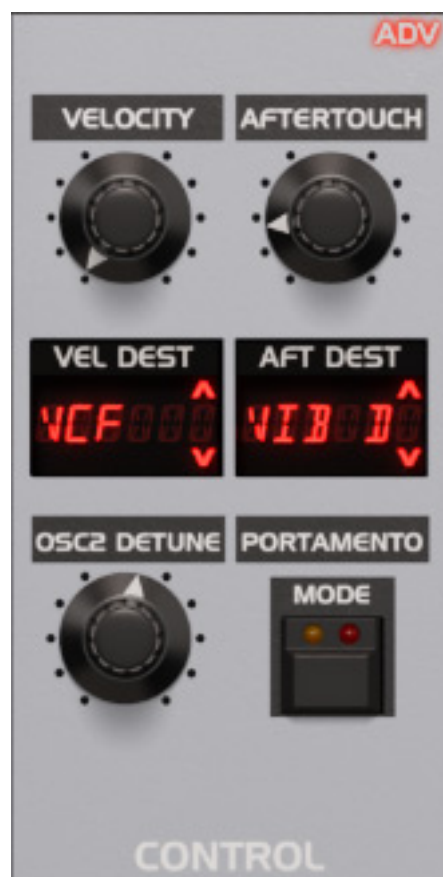 ADV
VELOCITY AFTERTOUCH
VEL DEST AFT DEST
VCF VIB D
OSC2 DETUNE PORTAMENTO
MODE
CONTROL